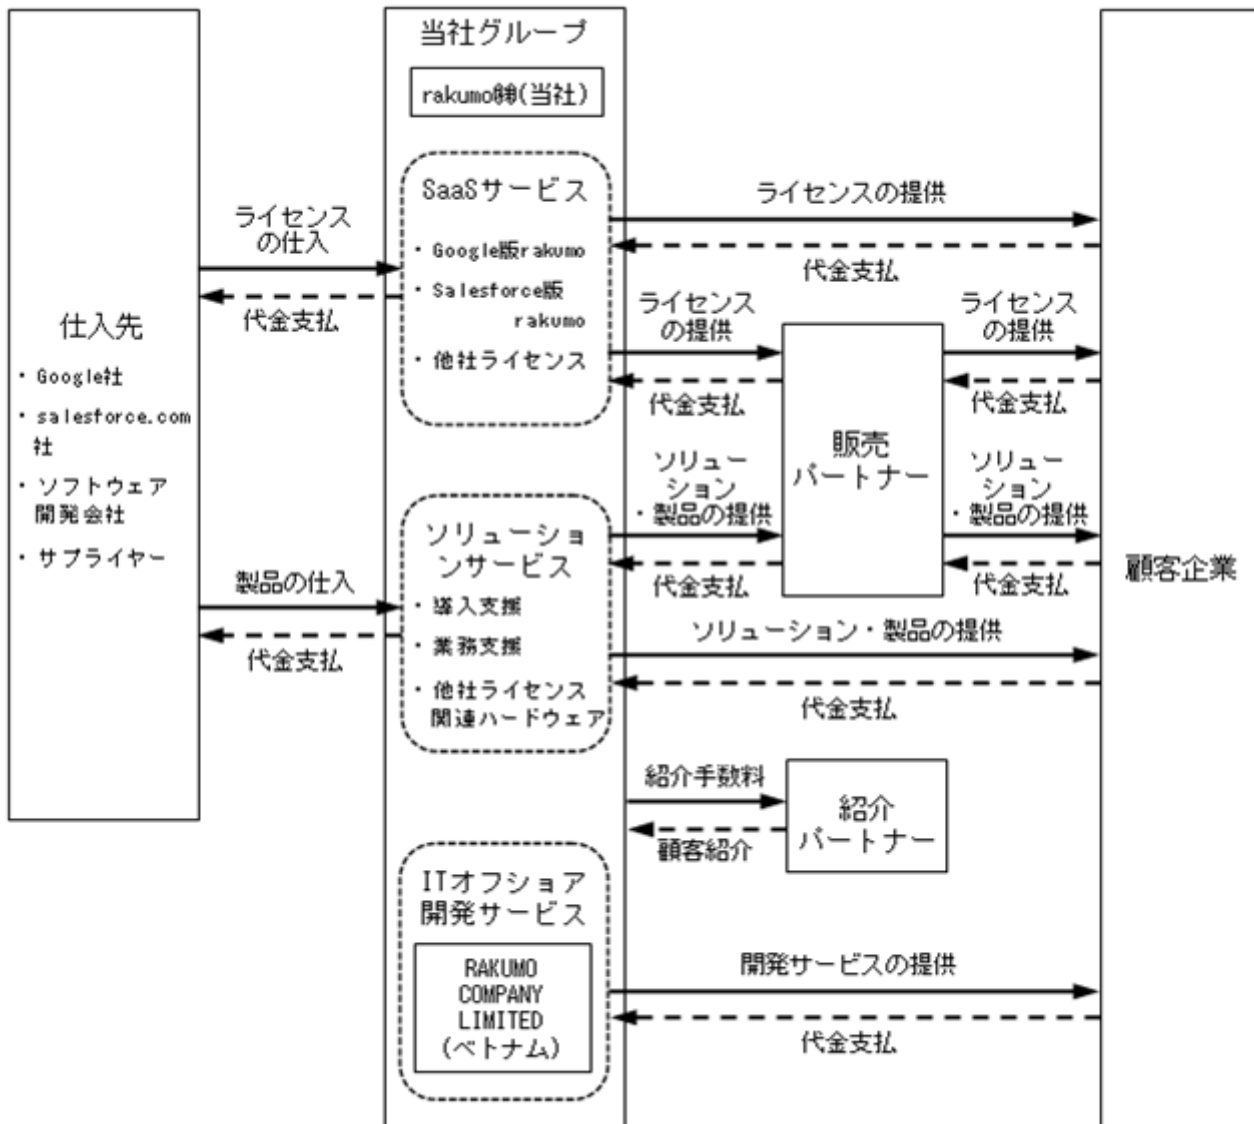 当社グループ
rakumo㈱(当社)
仕入先
・Google社
・salesforce.com
社
・ソフトウェア
開発会社
・サプライヤー
ライセンス
の仕入
代金支払
製品の仕入
代金支払
SaaSサービス
・Google版rakumo
・Salesforce版
rakumo
・他社ライセンス
ソリューショ
ンサービス
・導入支援
・業務支援
・他社ライセンス
関連ハードウェア
ITオフショア
開発サービス
RAKUMO
COMPANY
LIMITED
(ベトナム)
ライセンスの提供
代金支払
ライセンス
の提供
代金支払
ソリュー
ション
・製品の提供
代金支払
販売
パートナー
ライセンス
の提供
代金支払
ソリュー
ション
・製品の提供
代金支払
ソリューション・製品の提供
代金支払
紹介手数料
顧客紹介
紹介
パートナー
開発サービスの提供
代金支払
顧客企業